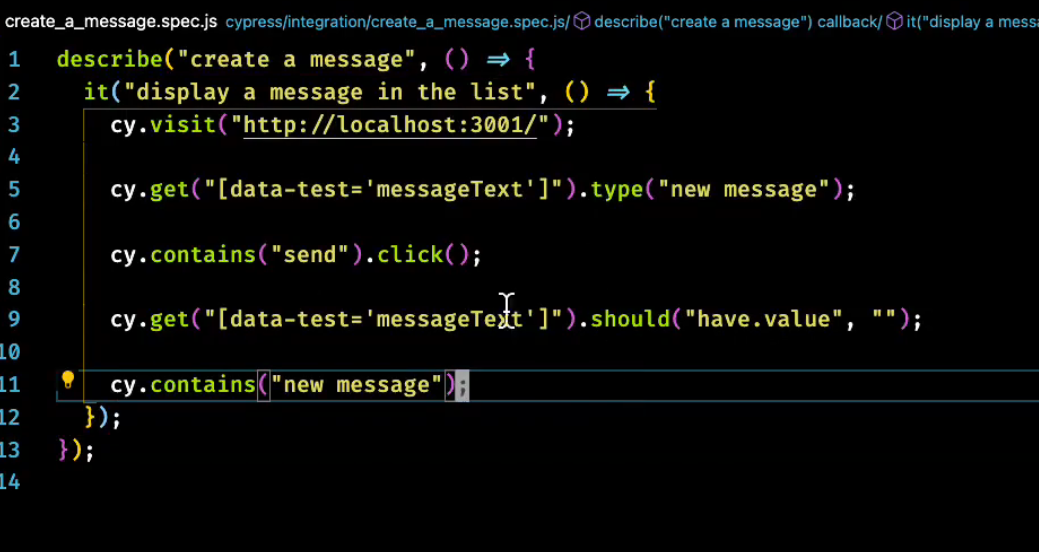 create_a_message.spec.js cypress/integration/create_a_message.spec.js/ describe("create a message") callback/ it("display a messa
1 describe("create a message", () => {
2 it("display a message in the list", () => {
3 cy.visit("http://localhost:3001/");
4
5 cy.get("[data-test='messageText']").type("new message");
6
7 cy.contains("send").click();
8
9 cy.get("[data-test='messageText']").should("have.value", "");
10
11 cy.contains("new message");
12 });
13 });
14